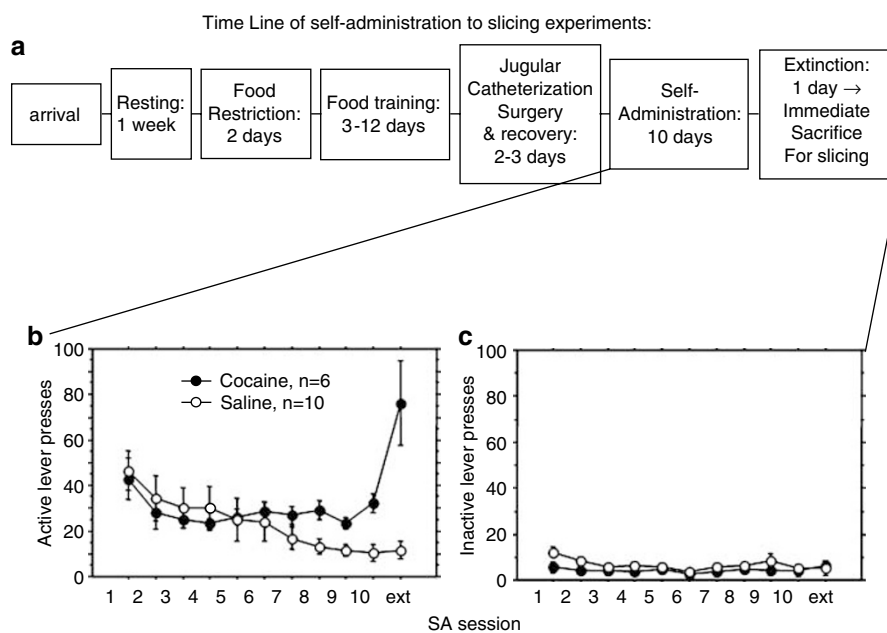 Time Line of self-administration to slicing experiments:
a
arrival
Resting:
1 week
Food
Restriction:
2 days
Food training:
3-12 days
Jugular
Catheterization
Surgery
& recovery:
2-3 days
Self-
Administration:
10 days
Extinction:
1 day →
Immediate
Sacrifice
For slicing
b
Active lever presses
100
80
60
40
20
0
Cocaine, n=6
Saline, n=10
1 2 3 4 5 6 7 8 9 10 ext
c
Inactive lever presses
100
80
60
40
20
0
1 2 3 4 5 6 7 8 9 10 ext
SA session